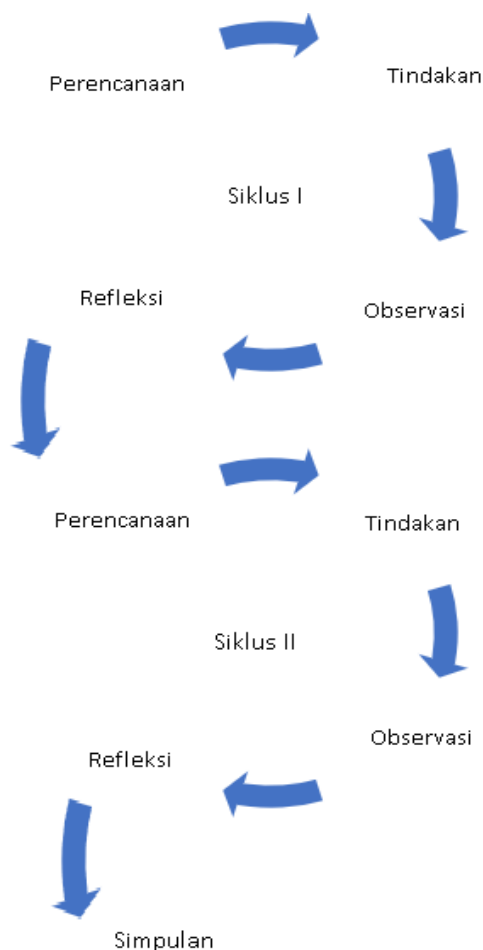 Perencanaan
Tindakan
Siklus I
Refleksi
Observasi
Perencanaan
Tindakan
Siklus II
Observasi
Refleksi
Simpulan